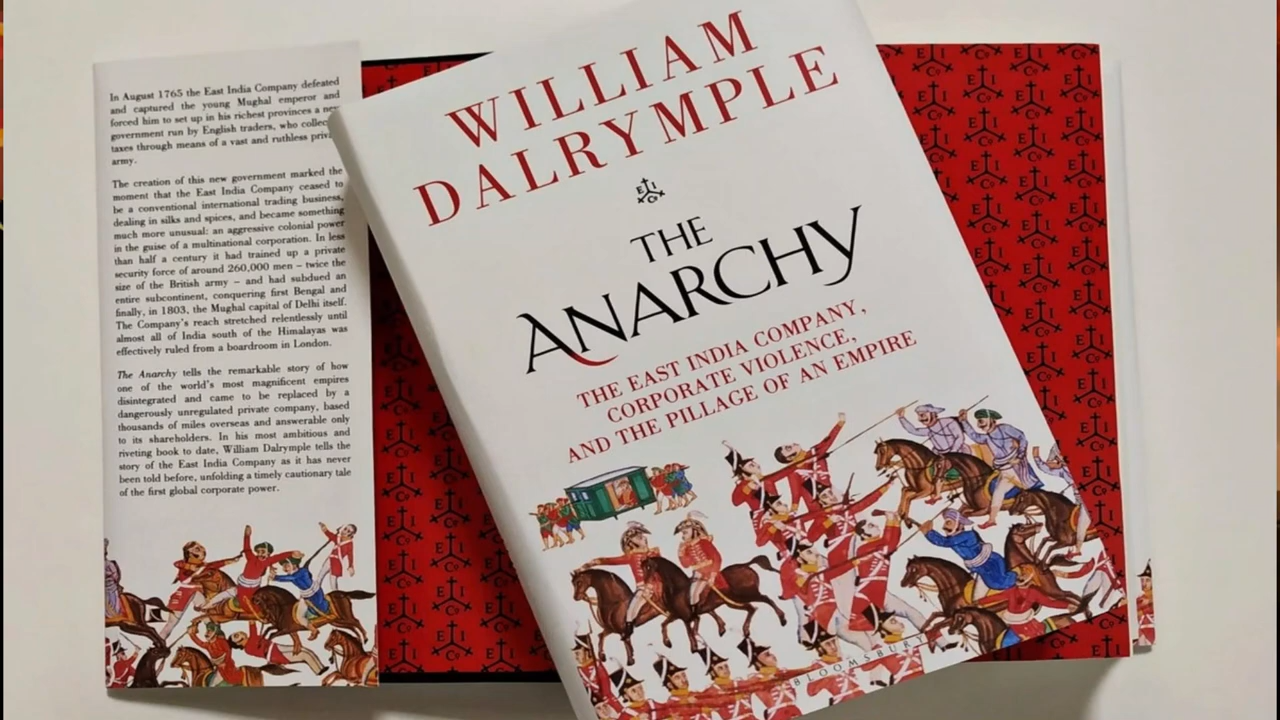 In August 1765 the East India Company defeated
and captured the young Mughal emperor and
forced him to set up in his richest provinces a new
government run by English traders, who collec
taxes through means of a vast and ruthless priv
army.
The creation of this new government marked the
moment that the East India Company ceased to
be a conventional international trading business,
dealing in silks and spices, and became something
much more unusual: an aggressive colonial power
in the guise of a multinational corporation. In less
than half a century it had trained up a private
security force of around 260,000 men – twice the
size of the British army – and had subdued an
entire subcontinent, conquering first Bengal and
finally, in 1803, the Mughal capital of Delhi itself.
The Company's reach stretched relentlessly until
almost all of India south of the Himalayas was
effectively ruled from a boardroom in London.
The Anarchy tells the remarkable story of how
one of the world's most magnificent empires
disintegrated and came to be replaced by a
dangerously unregulated private company, based
thousands of miles overseas and answerable only
to its shareholders. In his most ambitious and
riveting book to date, William Dalrymple tells the
story of the East India Company as it has never
been told before, unfolding a timely cautionary tale
of the first global corporate power.
WILLIAM
DALRYMPLE
E I
Co
THE
ANARCHY
THE EAST INDIA COMPANY,
CORPORATE VIOLENCE,
AND THE PILLAGE OF AN EMPIRE
BLOOMSBURY